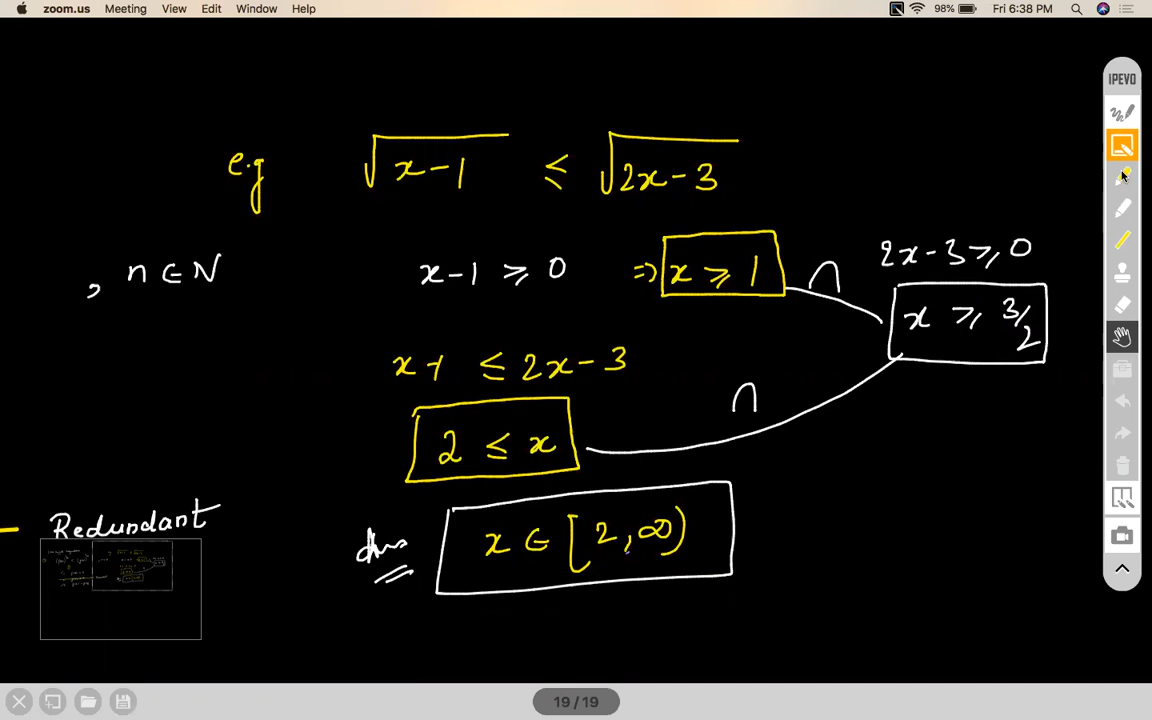 zoom.us Meeting View Edit Window Help 98% Fri 6:38 PM
IPEVO
e.g √x-1 ≤ √2x-3
, n ∈ N x-1 ⩾ 0 ⇒ x ⩾ 1 ∩ 2x-3 ⩾ 0
x ⩾ 3/2
x-1 ≤ 2x-3
∩
2 ≤ x
Redundant
Ans x ∈ [2,∞)
19 / 19